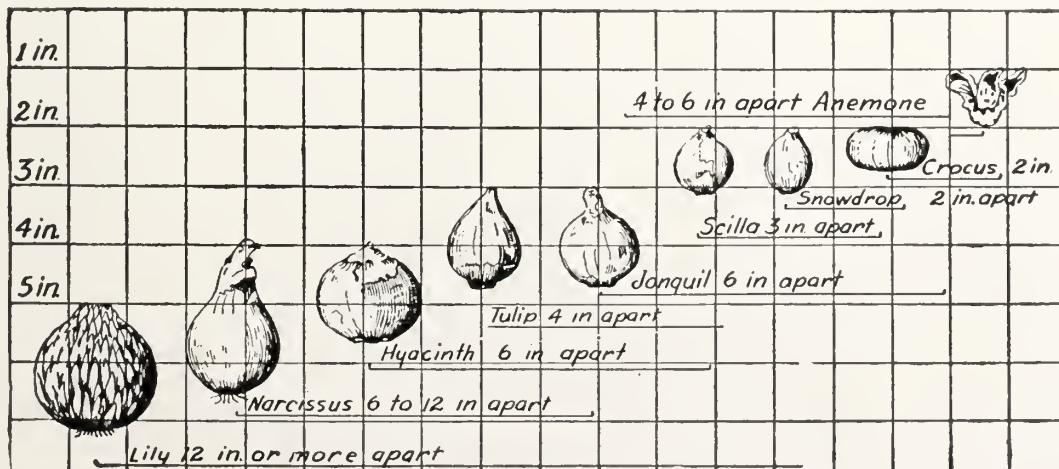 1 in.
2 in.
3 in.
4 in.
5 in
4 to 6 in apart Anemone
Crocus, 2 in.
Snowdrop, 2 in. apart
Scilla 3 in apart
Jonquil 6 in apart
Tulip 4 in apart
Hyacinth 6 in apart
Narcissus 6 to 12 in apart
Lily 12 in. or more apart